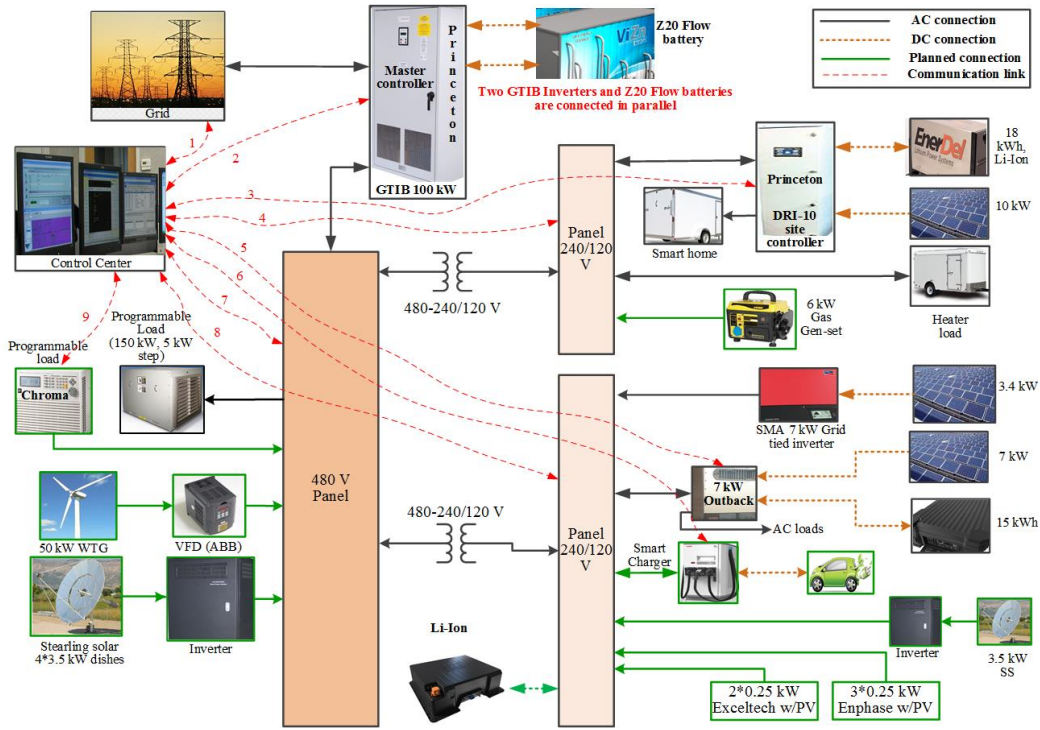 AC connection
DC connection
Planned connection
Communication link
Princeton
Master
controller
GTIB 100 kW
Z20 Flow
battery
Two GTIB Inverters and Z20 Flow batteries
are connected in parallel
Grid
Control Center
1
2
3
4
5
6
7
8
9
Panel
240/120
V
Princeton
DRI-10
site
controller
EnerDel
18
kWh,
Li-Ion
10 kW
Smart home
Heater
load
6 kW
Gas
Gen-set
480-240/120 V
Programmable
Load
(150 kW, 5 kW
step)
Programmable
load
Chroma
480 V
Panel
50 kW WTG
VFD (ABB)
Stearling solar
4*3.5 kW dishes
Inverter
480-240/120 V
Li-Ion
Panel
240/120
V
SMA 7 kW Grid
tied inverter
3.4 kW
7 kW
7 kW
Outback
AC loads
15 kWh
Smart
Charger
Inverter
3.5 kW
SS
2*0.25 kW
Exceltech w/PV
3*0.25 kW
Enphase w/PV